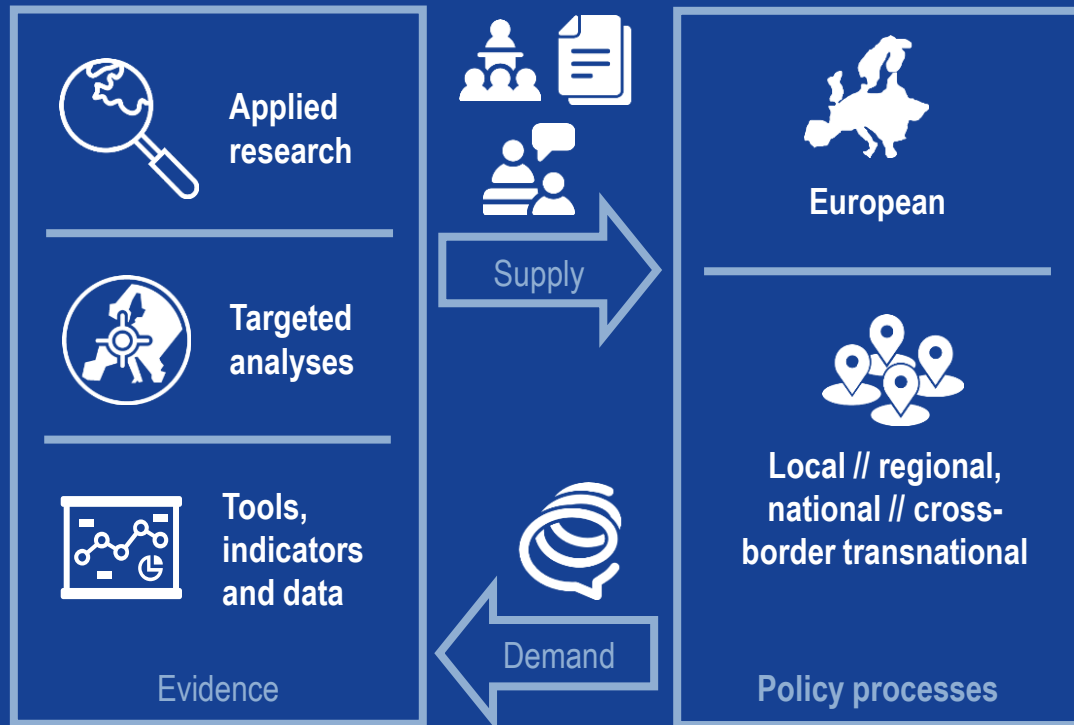 Applied
research
Targeted
analyses
Tools,
indicators
and data
Evidence
Supply
Demand
European
Local // regional,
national // cross-
border transnational
Policy processes